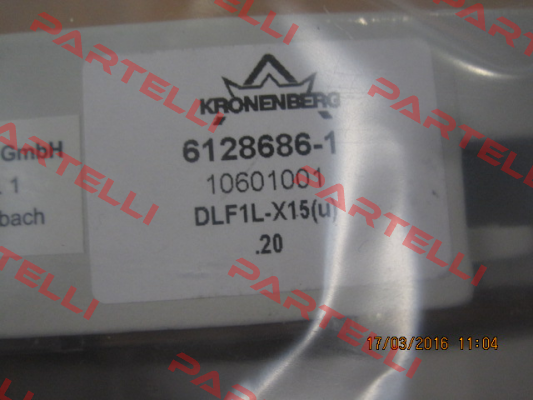 KRONENBERG
6128686-1
10601001
DLF1L-X15(u)
.20
GmbH
. 1
bach
17/03/2016 11:04
PARTELLI
PARTELLI
PARTELLI
PARTELLI
PARTELLI
PARTELLI